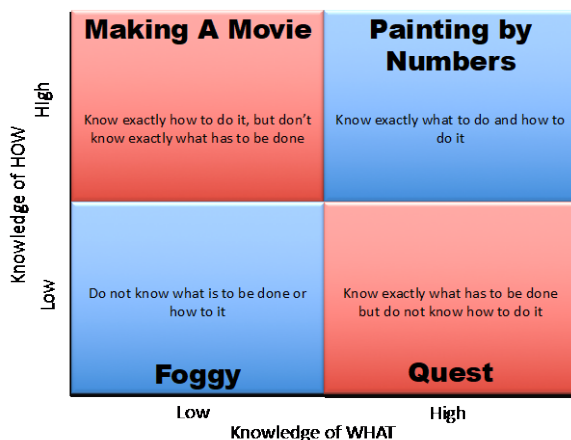 Making A Movie
Know exactly how to do it, but don't
know exactly what has to be done
Painting by
Numbers
Know exactly what to do and how to
do it
Knowledge of HOW
HIgh
Low
Do not know what is to be done or
how to it
Foggy
Know exactly what has to be done
but do not know how to do it
Quest
Low
High
Knowledge of WHAT